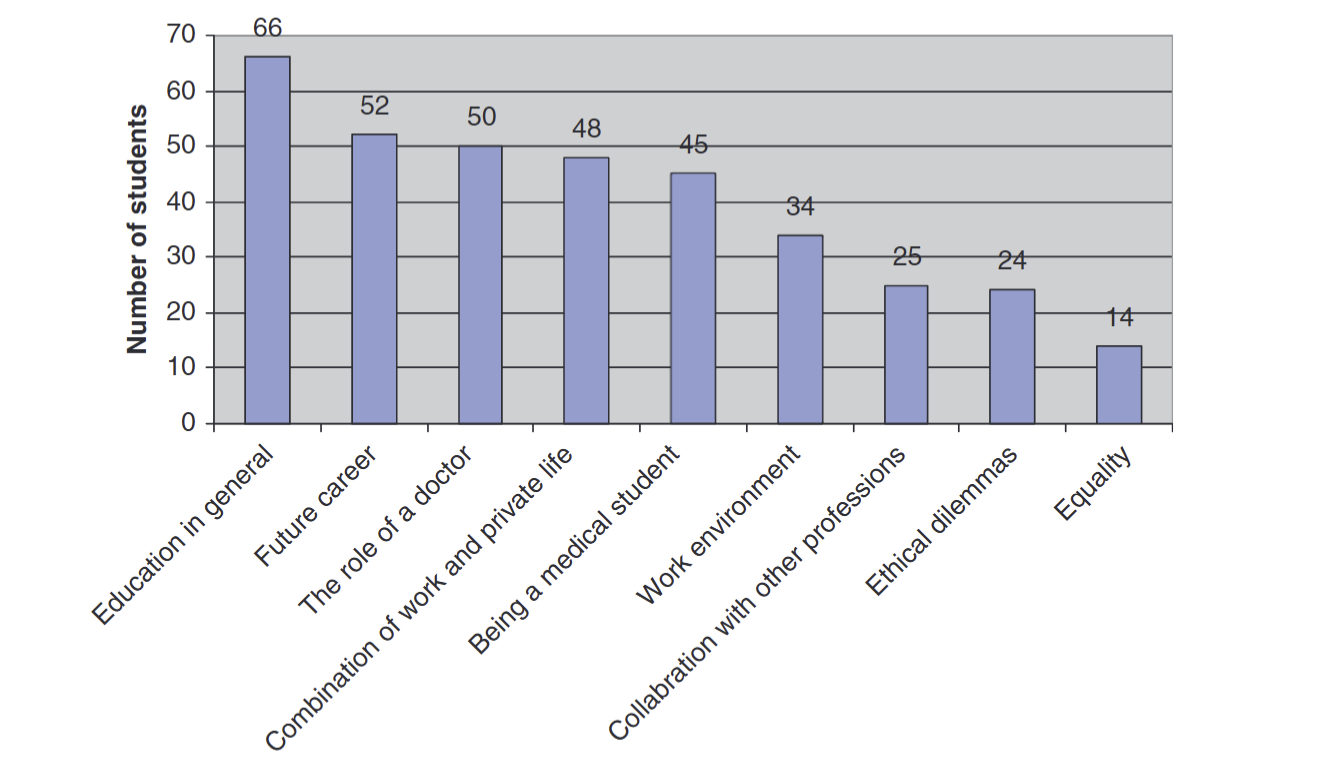 Number of students
70
60
50
40
30
20
10
0
66
52
50
48
45
34
25
24
14
Education in general
Future career
The role of a doctor
Combination of work and private life
Being a medical student
Work environment
Collabration with other professions
Ethical dilemmas
Equality